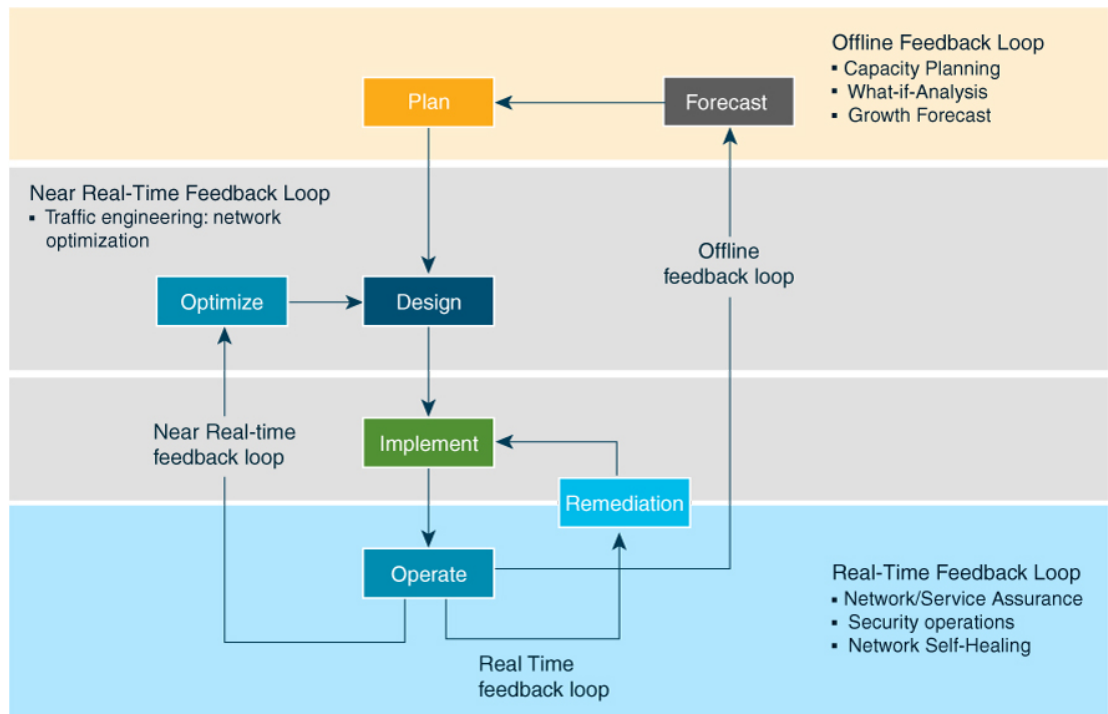 Offline Feedback Loop
▪ Capacity Planning
▪ What-if-Analysis
▪ Growth Forecast
Plan
Forecast
Near Real-Time Feedback Loop
▪ Traffic engineering: network
optimization
Offline
feedback loop
Optimize
Design
Near Real-time
feedback loop
Implement
Remediation
Operate
Real-Time Feedback Loop
▪ Network/Service Assurance
▪ Security operations
▪ Network Self-Healing
Real Time
feedback loop